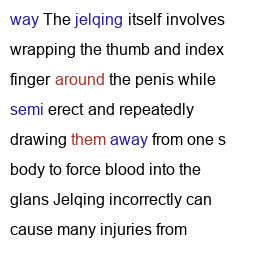 way The jelqing itself involves
wrapping the thumb and index
finger around the penis while
semi erect and repeatedly
drawing them away from one s
body to force blood into the
glans Jelqing incorrectly can
cause many injuries from